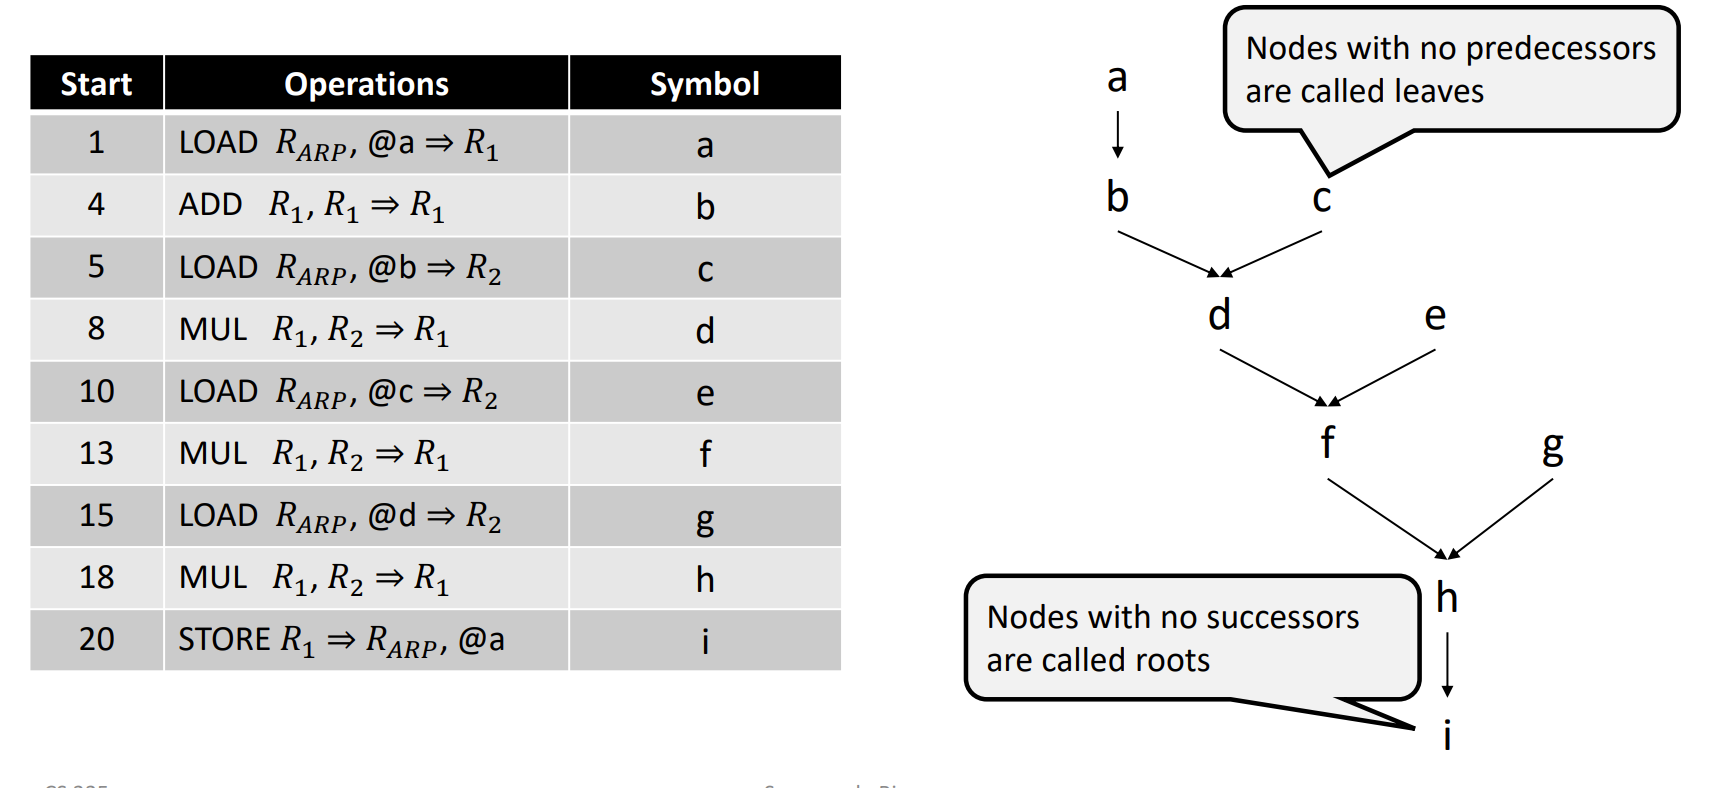 Start Operations Symbol
1 LOAD R_ARP, @a ⇒ R_1 a
4 ADD R_1, R_1 ⇒ R_1 b
5 LOAD R_ARP, @b ⇒ R_2 c
8 MUL R_1, R_2 ⇒ R_1 d
10 LOAD R_ARP, @c ⇒ R_2 e
13 MUL R_1, R_2 ⇒ R_1 f
15 LOAD R_ARP, @d ⇒ R_2 g
18 MUL R_1, R_2 ⇒ R_1 h
20 STORE R_1 ⇒ R_ARP, @a i
Nodes with no predecessors
are called leaves
a
b c
d e
f g
h
Nodes with no successors
are called roots
i